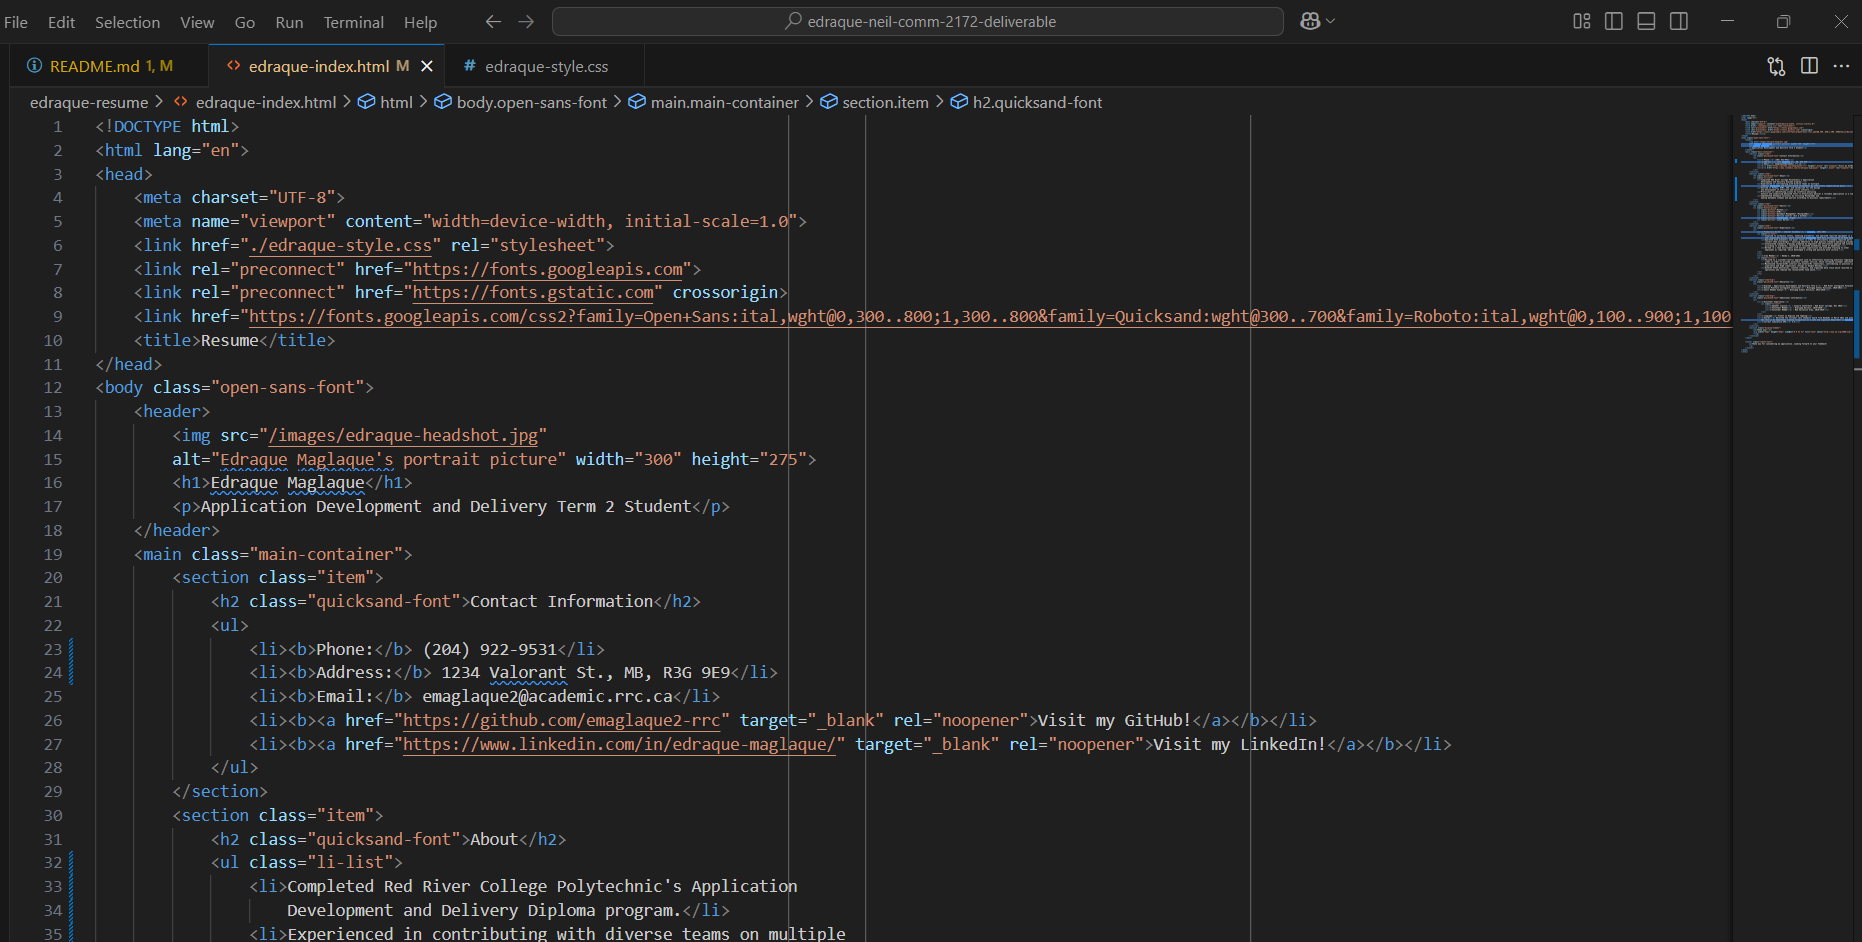 File Edit Selection View Go Run Terminal Help edraque-neil-comm-2172-deliverable
README.md 1, M edraque-index.html M # edraque-style.css
edraque-resume > <> edraque-index.html > html > body.open-sans-font > main.main-container > section.item > h2.quicksand-font
1 <!DOCTYPE html>
2 <html lang="en">
3 <head>
4 <meta charset="UTF-8">
5 <meta name="viewport" content="width=device-width, initial-scale=1.0">
6 <link href="./edraque-style.css" rel="stylesheet">
7 <link rel="preconnect" href="https://fonts.googleapis.com">
8 <link rel="preconnect" href="https://fonts.gstatic.com" crossorigin>
9 <link href="https://fonts.googleapis.com/css2?family=Open+Sans:ital,wght@0,300..800;1,300..800&family=Quicksand:wght@300..700&family=Roboto:ital,wght@0,100..900;1,100
10 <title>Resume</title>
11 </head>
12 <body class="open-sans-font">
13 <header>
14 <img src="/images/edraque-headshot.jpg"
15 alt="Edraque Maglaque's portrait picture" width="300" height="275">
16 <h1>Edraque Maglaque</h1>
17 <p>Application Development and Delivery Term 2 Student</p>
18 </header>
19 <main class="main-container">
20 <section class="item">
21 <h2 class="quicksand-font">Contact Information</h2>
22 <ul>
23 <li><b>Phone:</b> (204) 922-9531</li>
24 <li><b>Address:</b> 1234 Valorant St., MB, R3G 9E9</li>
25 <li><b>Email:</b> emaglaque2@academic.rrc.ca</li>
26 <li><b><a href="https://github.com/emaglaque2-rrc" target="_blank" rel="noopener">Visit my GitHub!</a></b></li>
27 <li><b><a href="https://www.linkedin.com/in/edraque-maglaque/" target="_blank" rel="noopener">Visit my LinkedIn!</a></b></li>
28 </ul>
29 </section>
30 <section class="item">
31 <h2 class="quicksand-font">About</h2>
32 <ul class="li-list">
33 <li>Completed Red River College Polytechnic's Application
34 Development and Delivery Diploma program.</li>
35 <li>Experienced in contributing with diverse teams on multiple